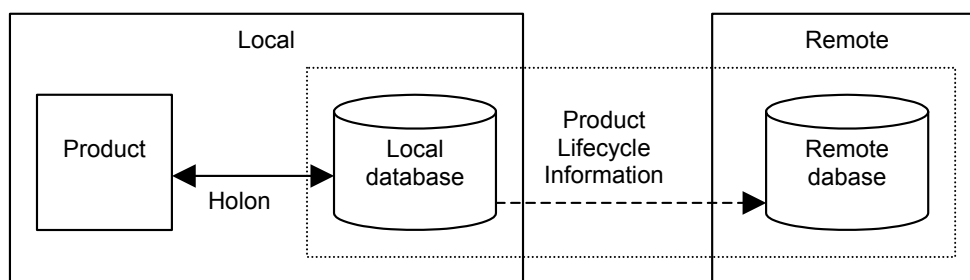 Local
Remote
Product
Holon
Local
database
Product
Lifecycle
Information
Remote
dabase